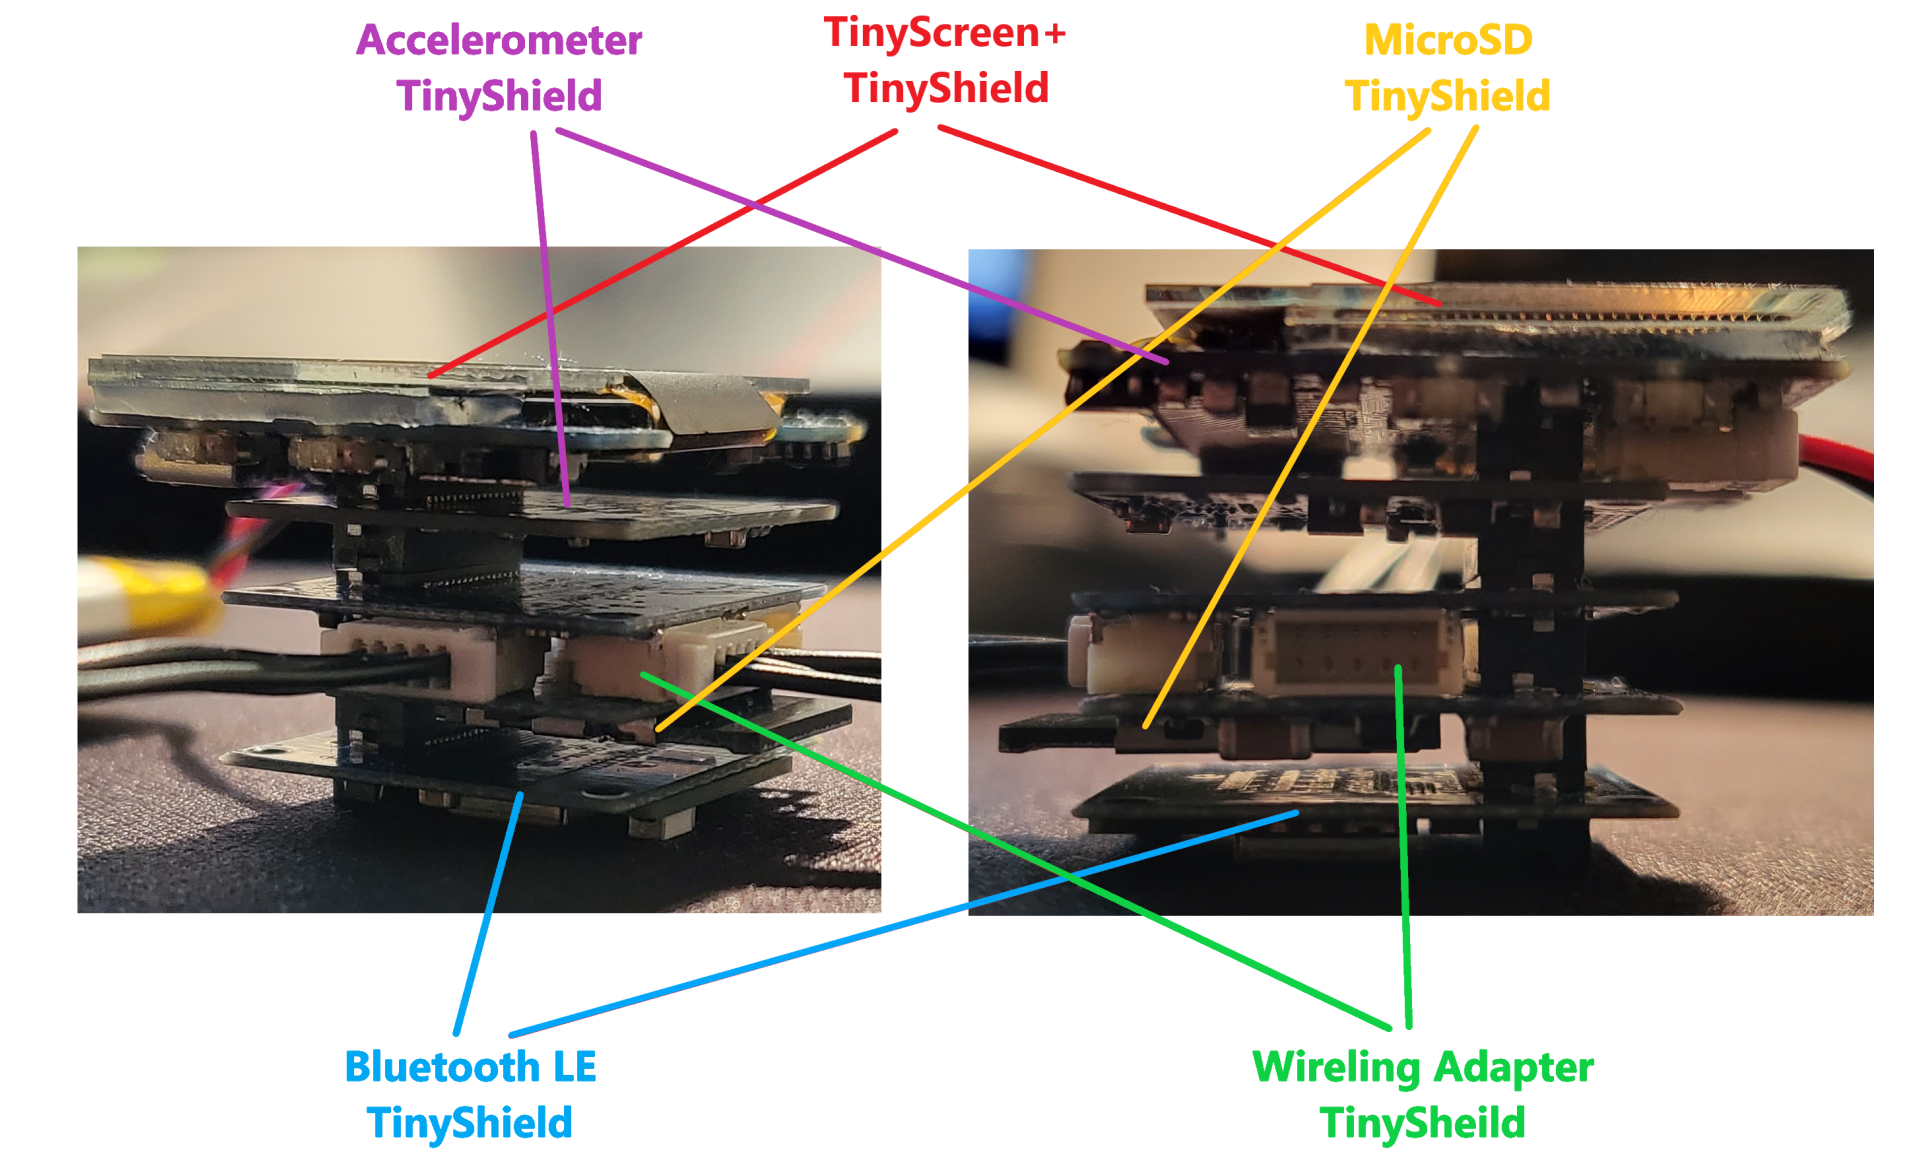 Accelerometer
TinyShield
TinyScreen+
TinyShield
MicroSD
TinyShield
Bluetooth LE
TinyShield
Wireling Adapter
TinySheild